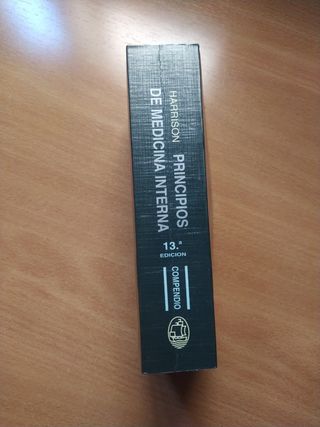 HARRISON
PRINCIPIOS
DE MEDICINA INTERNA
13.ª
EDICION
COMPENDIO